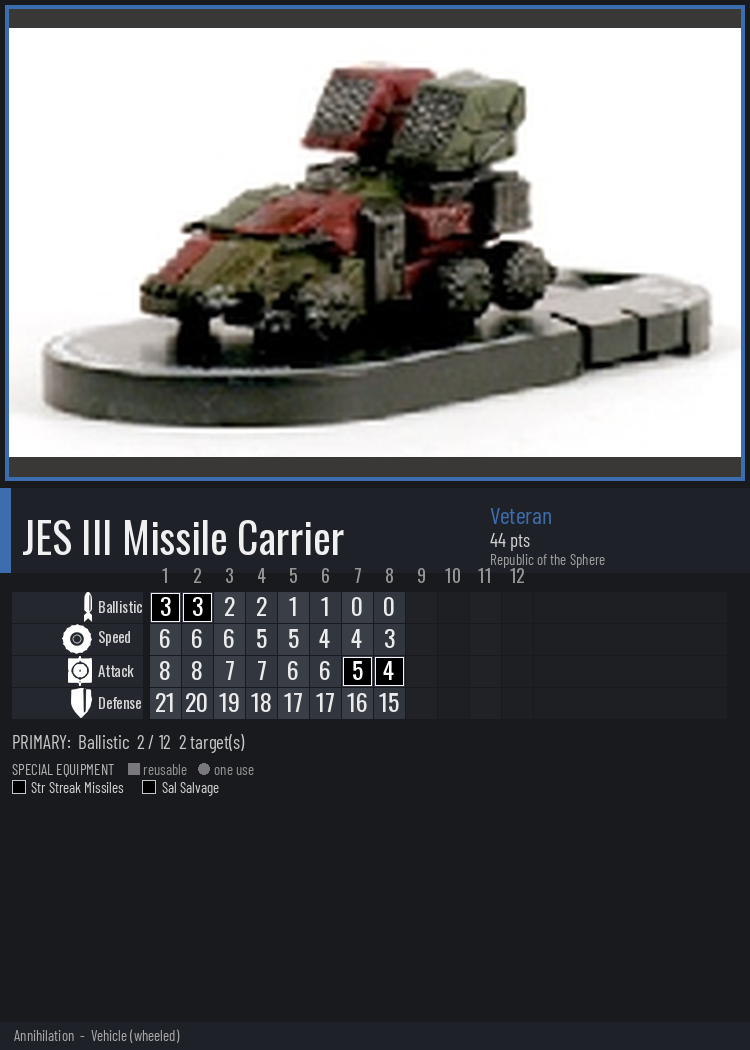 JES III Missile Carrier
Veteran
44 pts
Republic of the Sphere
1 2 3 4 5 6 7 8 9 10 11 12
Ballistic 3 3 2 2 1 1 0 0
Speed 6 6 6 5 5 4 4 3
Attack 8 8 7 7 6 6 5 4
Defense 21 20 19 18 17 17 16 15
PRIMARY: Ballistic 2 / 12 2 target(s)
SPECIAL EQUIPMENT reusable one use
Str Streak Missiles Sal Salvage
Annihilation - Vehicle (wheeled)